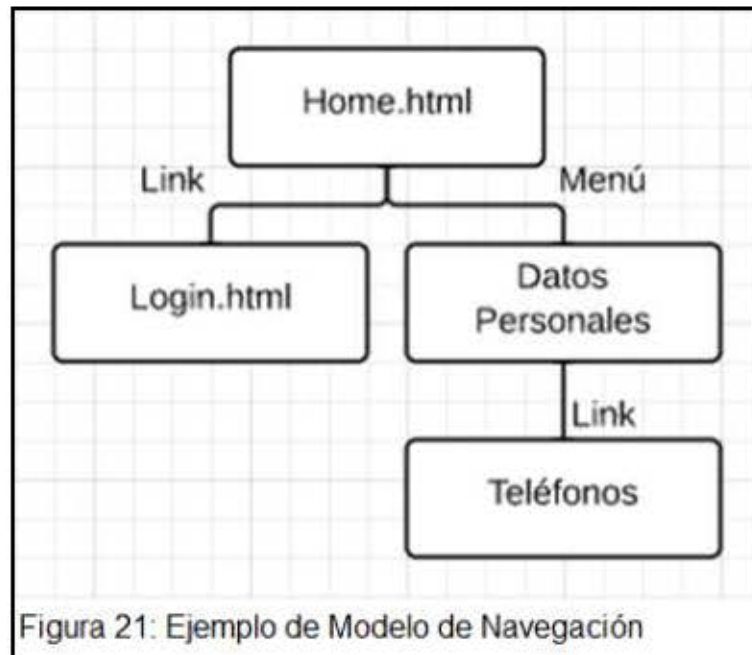 Home.html
Link
Menú
Login.html
Datos
Personales
Link
Teléfonos
Figura 21: Ejemplo de Modelo de Navegación